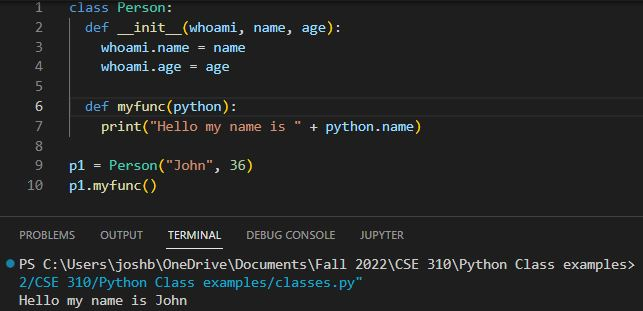 1 class Person:
2   def __init__(whoami, name, age):
3     whoami.name = name
4     whoami.age = age
5
6   def myfunc(python):
7     print("Hello my name is " + python.name)
8
9 p1 = Person("John", 36)
10 p1.myfunc()
PROBLEMS OUTPUT TERMINAL DEBUG CONSOLE JUPYTER
PS C:\Users\joshb\OneDrive\Documents\Fall 2022\CSE 310\Python Class examples>
2/CSE 310/Python Class examples/classes.py"
Hello my name is John